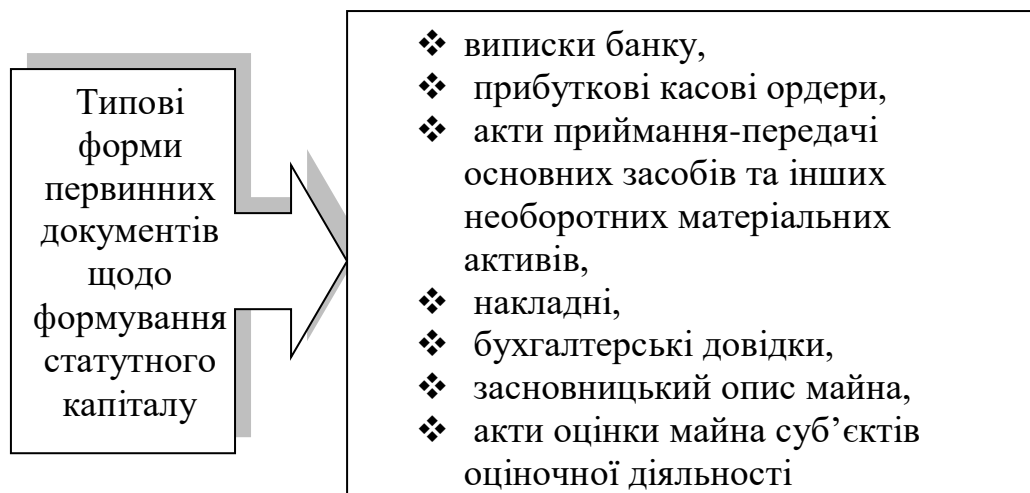 Типові
форми
первинних
документів
щодо
формування
статутного
капіталу
❖ виписки банку,
❖ прибуткові касові ордери,
❖ акти приймання-передачі
основних засобів та інших
необоротних матеріальних
активів,
❖ накладні,
❖ бухгалтерські довідки,
❖ засновницький опис майна,
❖ акти оцінки майна суб’єктів
оціночної діяльності